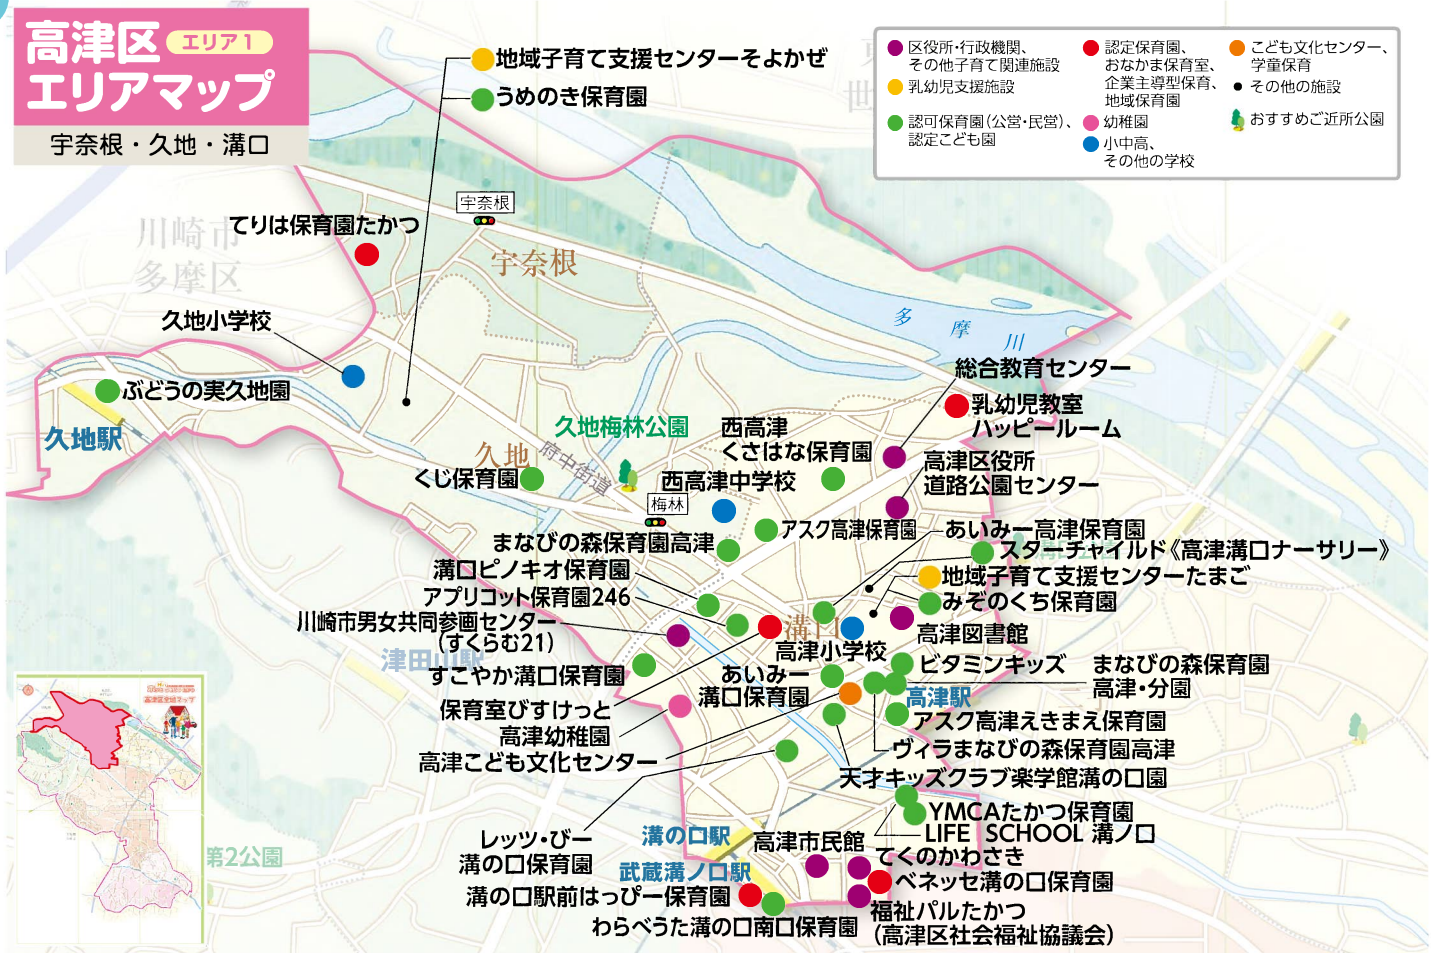 高津区 エリア1
エリアマップ
宇奈根・久地・溝口
地域子育て支援センターそよかぜ
うめのき保育園
区役所・行政機関、
その他子育て関連施設
乳幼児支援施設
認可保育園（公営・民営）、
認定こども園
認定保育園、
おなかま保育室、
企業主導型保育、
地域保育園
幼稚園
小中高、
その他の学校
こども文化センター、
学童保育
その他の施設
おすすめご近所公園
川崎市
多摩区
てりは保育園たかつ
宇奈根
宇奈根
久地小学校
多摩川
ぶどうの実久地園
久地駅
総合教育センター
乳幼児教室
ハッピールーム
久地梅林公園
久地
府中街道
くじ保育園
西高津
くさはな保育園
西高津中学校
高津区役所
道路公園センター
梅林
アスク高津保育園
あいみー高津保育園
まなびの森保育園高津
スターチャイルド《高津溝口ナーサリー》
溝口ピノキオ保育園
地域子育て支援センターたまご
アプリコット保育園246
みぞのくち保育園
川崎市男女共同参画センター
（すくらむ21）
溝口
高津図書館
高津小学校
津田山駅
すこやか溝口保育園
あいみー
溝口保育園
ビタミンキッズ
まなびの森保育園
高津・分園
高津駅
保育室びすけっと
アスク高津えきまえ保育園
高津幼稚園
高津こども文化センター
ヴィラまなびの森保育園高津
天才キッズクラブ楽学館溝の口園
YMCAたかつ保育園
LIFE SCHOOL 溝ノ口
レッツ・びー
溝の口保育園
溝の口駅
高津市民館
武蔵溝ノ口駅
てくのかわさき
ベネッセ溝の口保育園
溝の口駅前はっぴー保育園
わらべうた溝の口南口保育園
福祉パルたかつ
（高津区社会福祉協議会）
第2公園